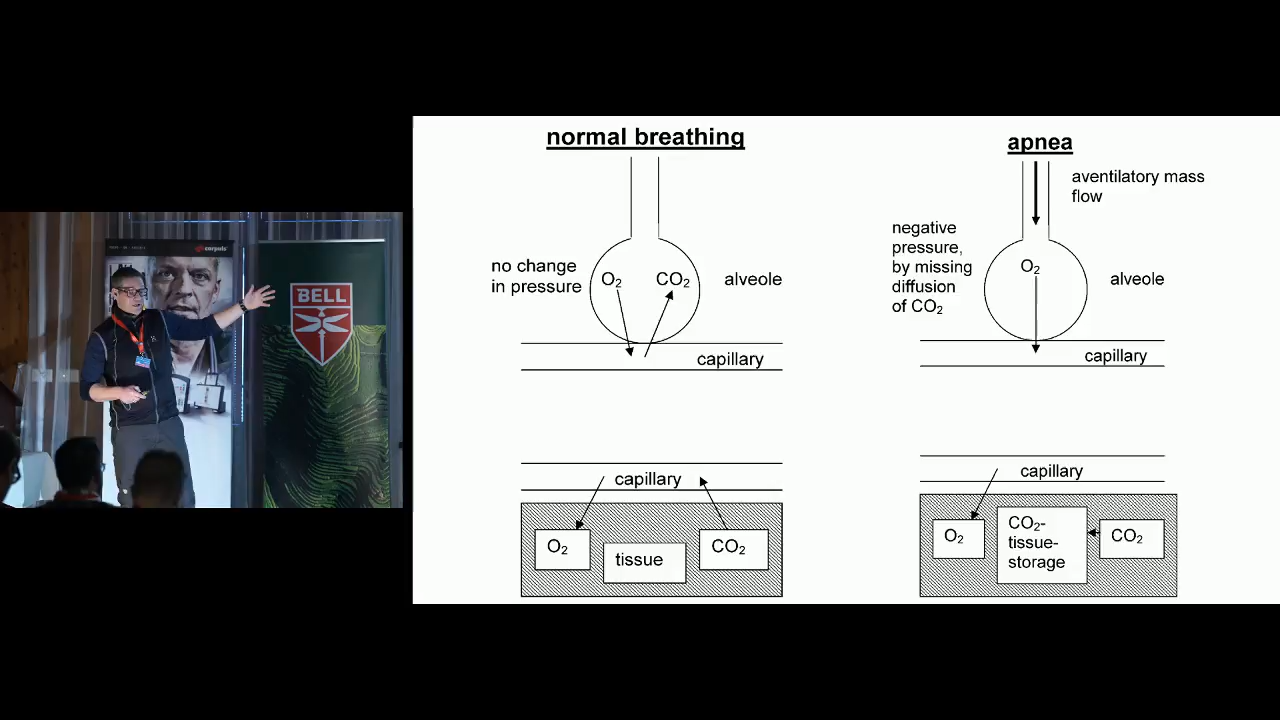 corpuls
BELL
normal breathing
no change
in pressure
O₂
CO₂
alveole
capillary
capillary
O₂
tissue
CO₂
apnea
aventilatory mass
flow
negative
pressure,
by missing
diffusion
of CO₂
O₂
alveole
capillary
capillary
O₂
CO₂-
tissue-
storage
CO₂